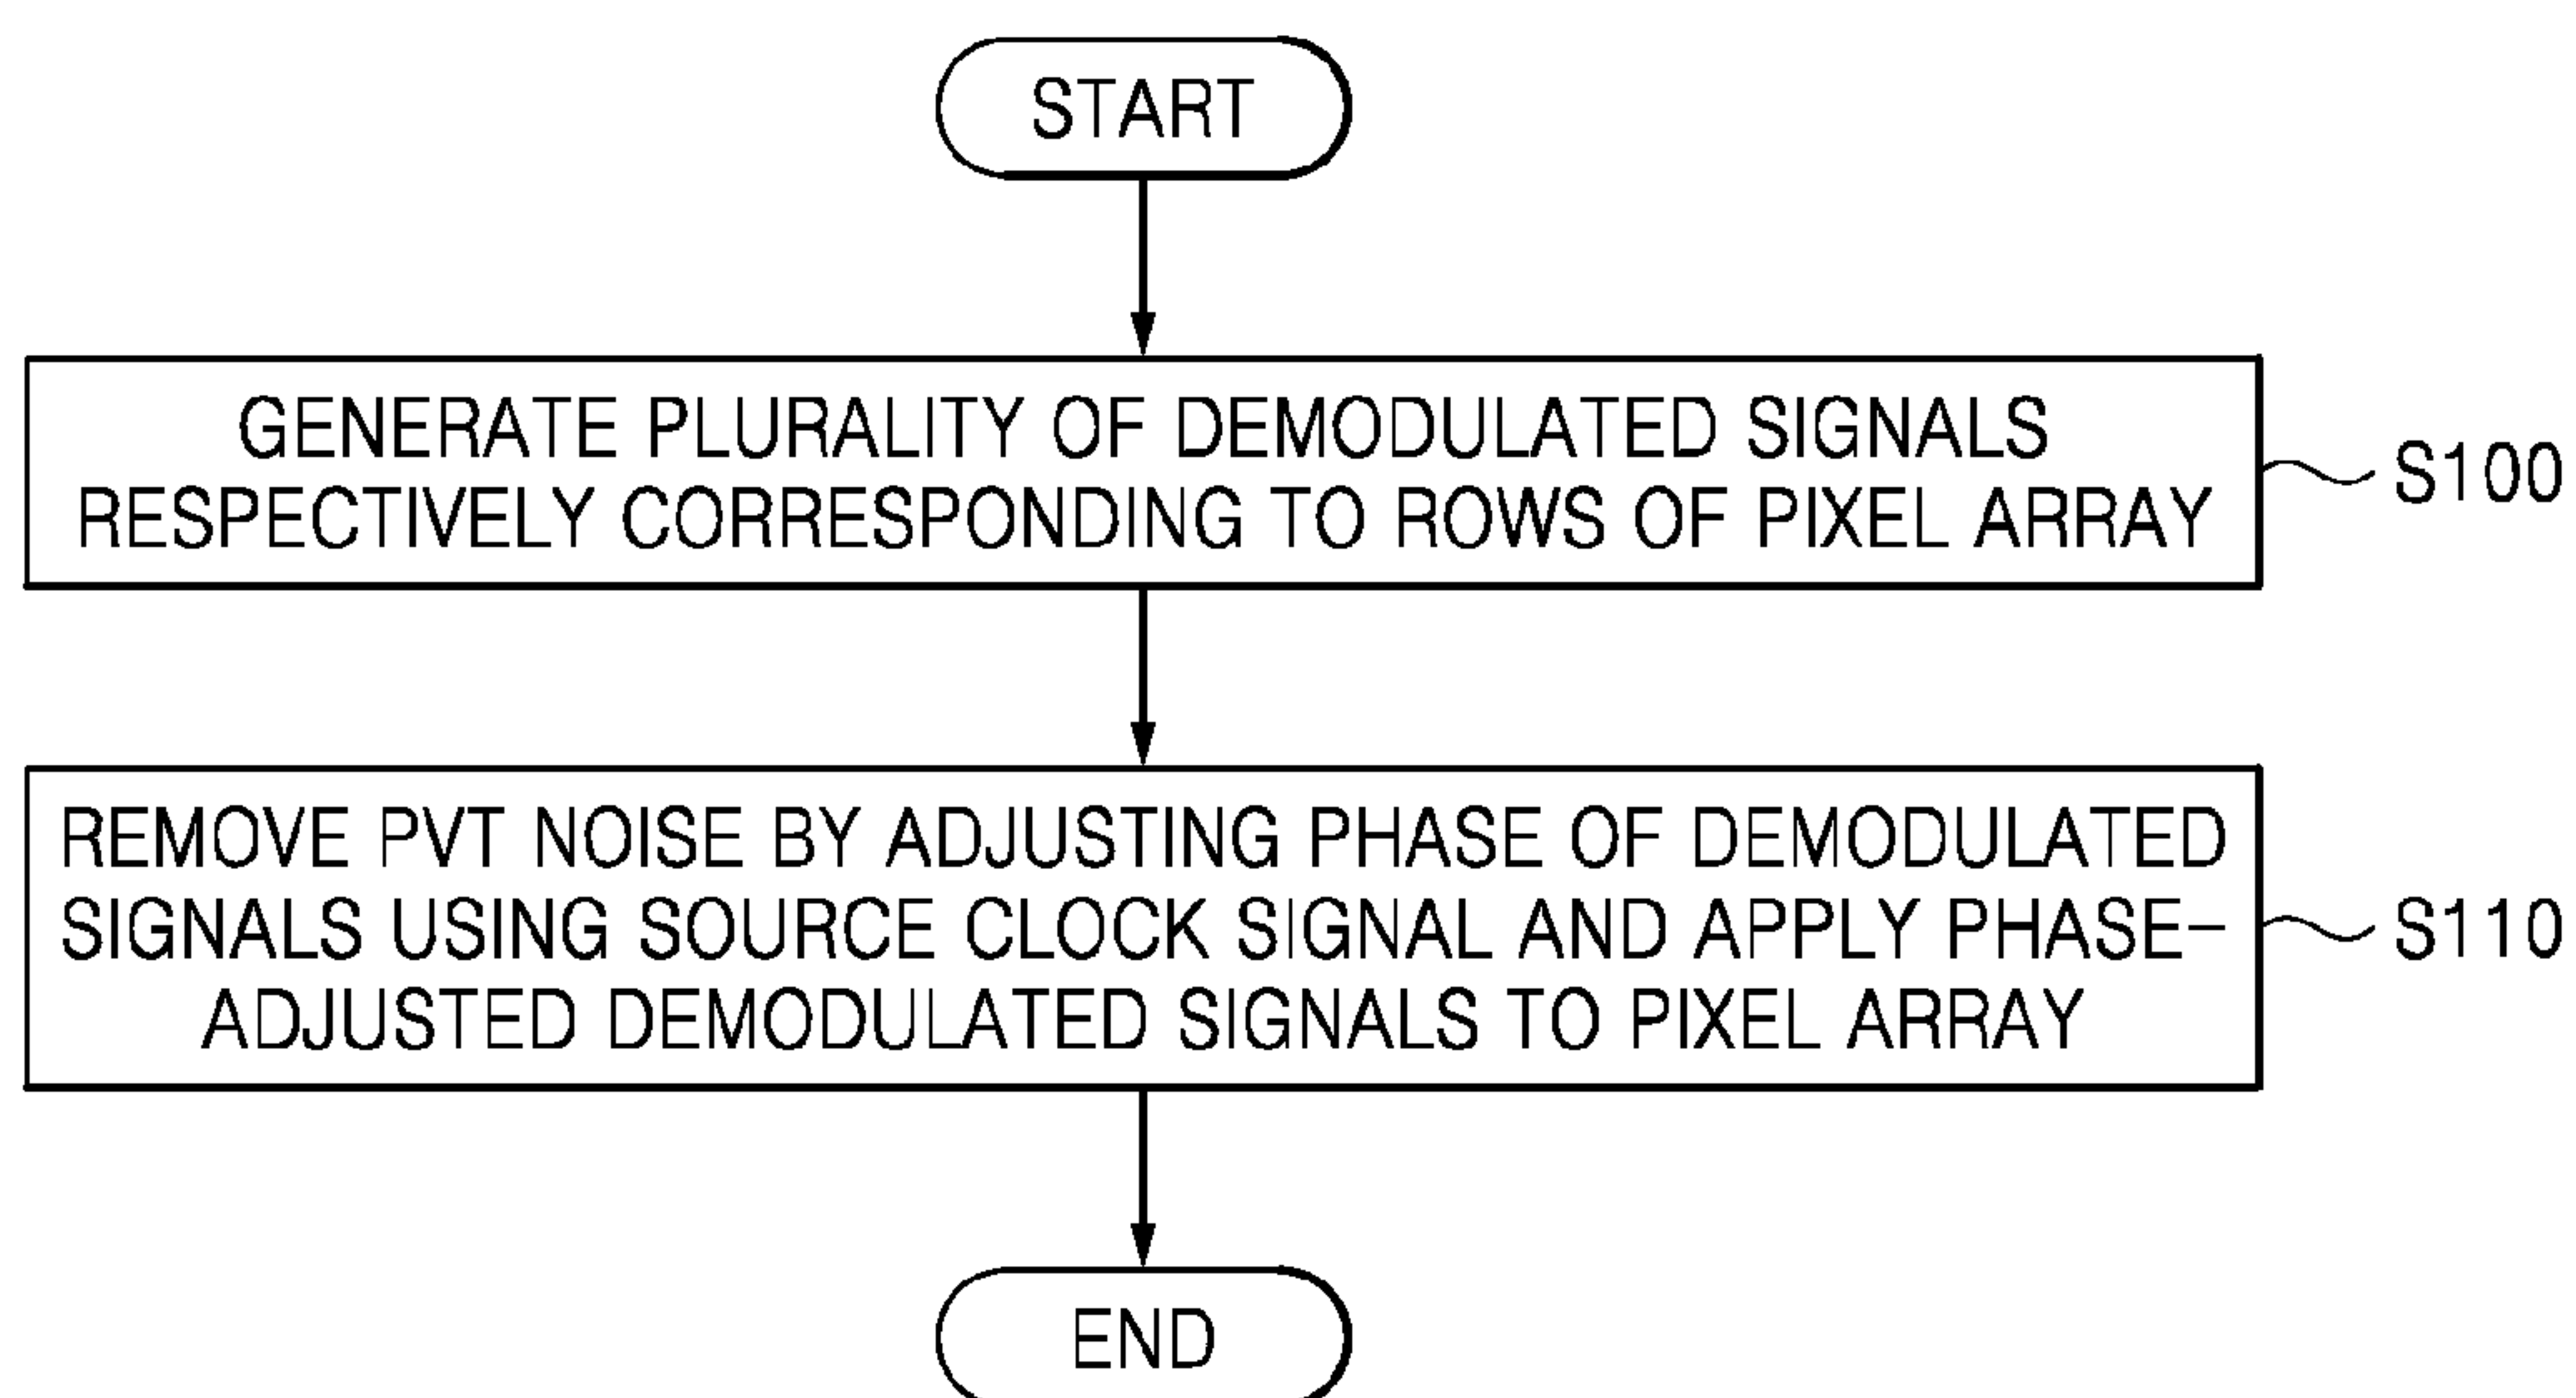 START
GENERATE PLURALITY OF DEMODULATED SIGNALS
RESPECTIVELY CORRESPONDING TO ROWS OF PIXEL ARRAY
S100
REMOVE PVT NOISE BY ADJUSTING PHASE OF DEMODULATED
SIGNALS USING SOURCE CLOCK SIGNAL AND APPLY PHASE-
ADJUSTED DEMODULATED SIGNALS TO PIXEL ARRAY
S110
END